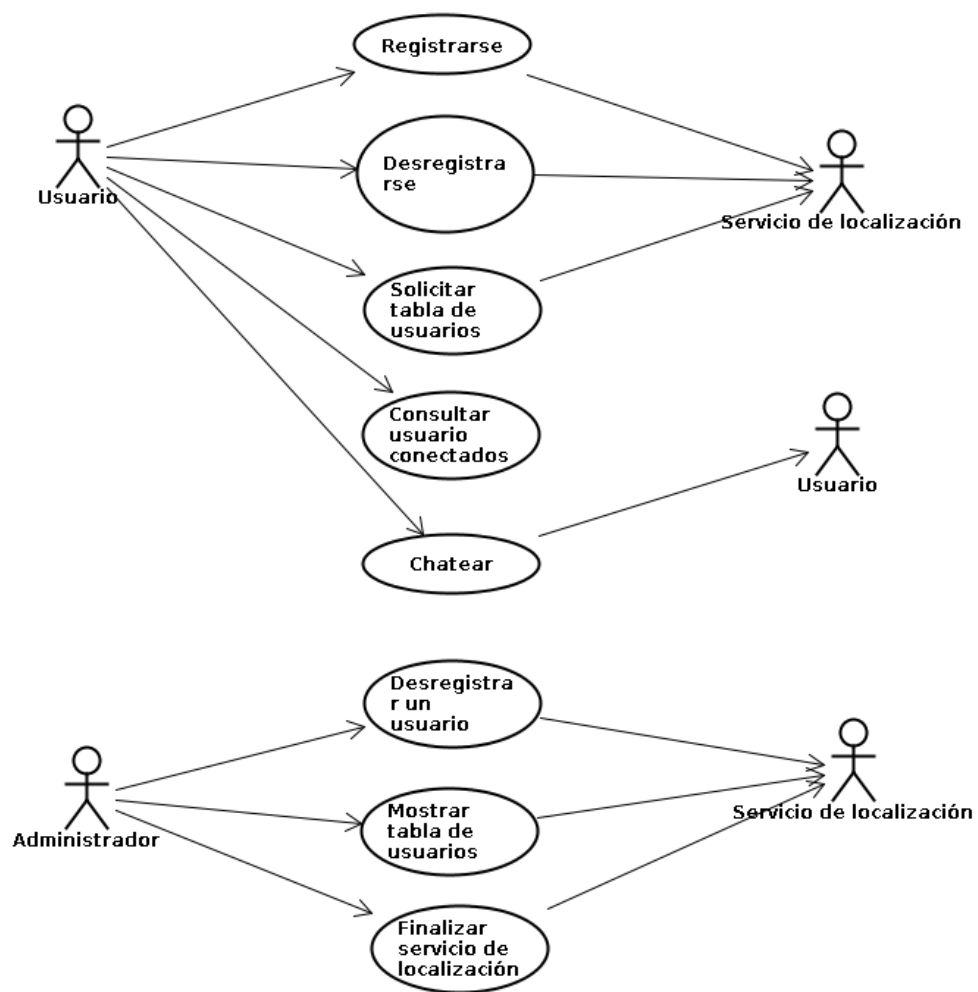 Registrarse
Usuario
Desregistra
rse
Servicio de localización
Solicitar
tabla de
usuarios
Consultar
usuario
conectados
Usuario
Chatear
Desregistra
r un
usuario
Administrador
Mostrar
tabla de
usuarios
Servicio de localización
Finalizar
servicio de
localización